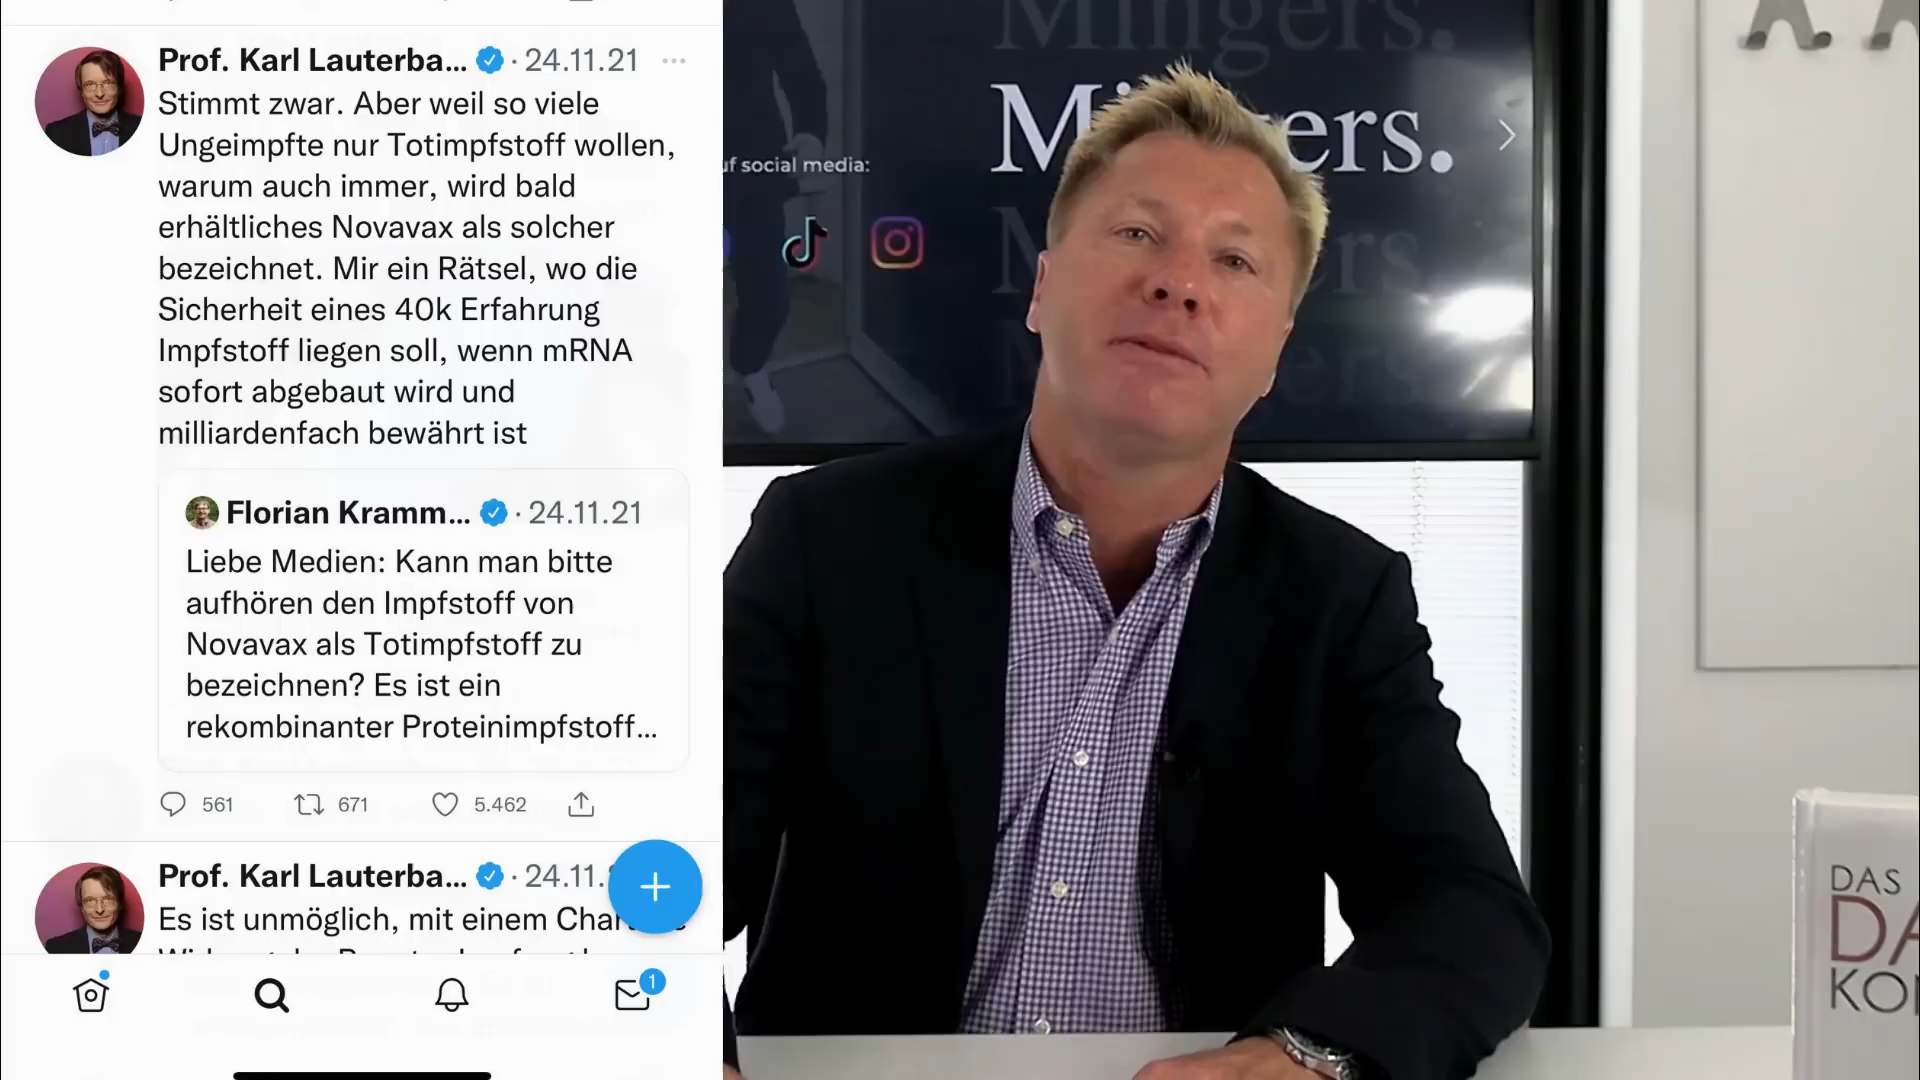 Prof. Karl Lauterba... · 24.11.21 ...
Stimmt zwar. Aber weil so viele
Ungeimpfte nur Totimpfstoff wollen,
warum auch immer, wird bald
erhältliches Novavax als solcher
bezeichnet. Mir ein Rätsel, wo die
Sicherheit eines 40k Erfahrung
Impfstoff liegen soll, wenn mRNA
sofort abgebaut wird und
milliardenfach bewährt ist
Florian Kramm... · 24.11.21
Liebe Medien: Kann man bitte
aufhören den Impfstoff von
Novavax als Totimpfstoff zu
bezeichnen? Es ist ein
rekombinanter Proteinimpfstoff...
561 671 5.462
Prof. Karl Lauterba... · 24.11.
Es ist unmöglich, mit einem
1
Mingers.
M ers.
uf social media:
M rs.
DAS
DA
KO